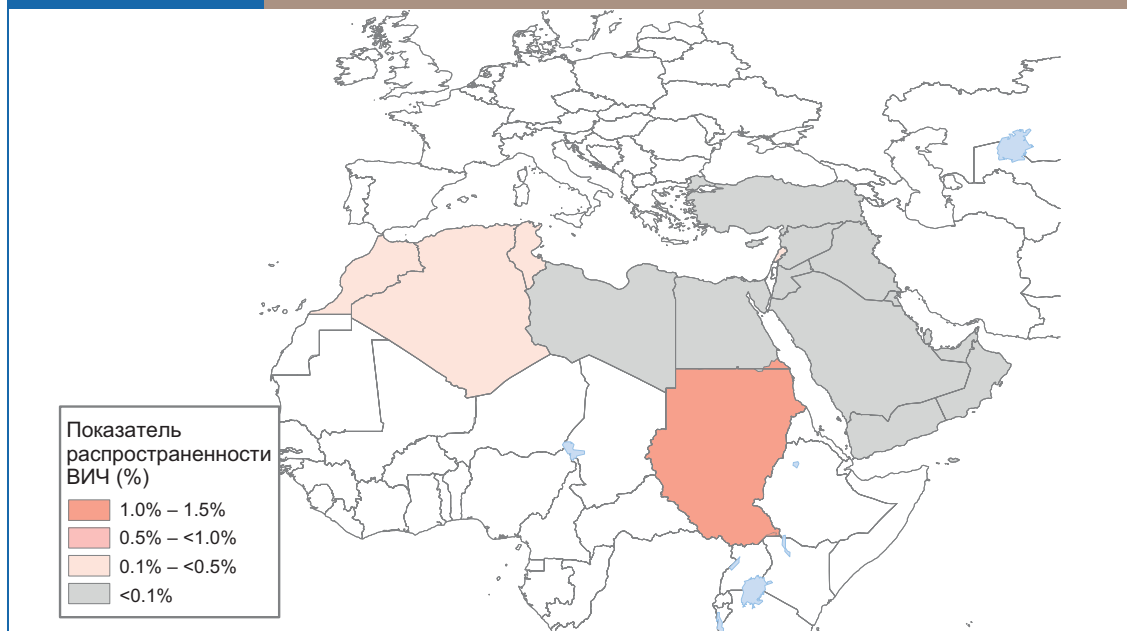 Показатель
распространенности
ВИЧ (%)
1.0% – 1.5%
0.5% – <1.0%
0.1% – <0.5%
<0.1%